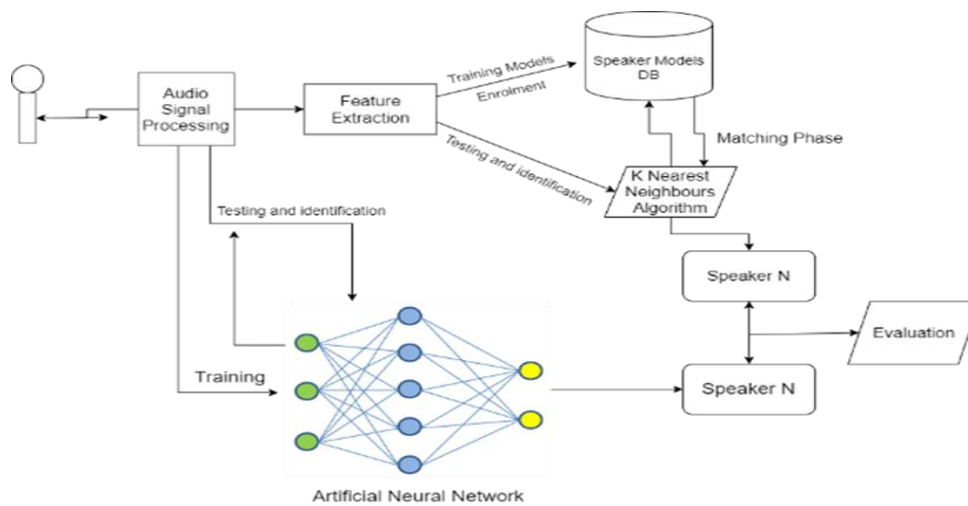 Audio
Signal
Processing
Feature
Extraction
Training Models
Enrolment
Speaker Models
DB
Testing and identification
Matching Phase
K Nearest
Neighbours
Algorithm
Testing and identification
Speaker N
Evaluation
Training
Speaker N
Artificial Neural Network